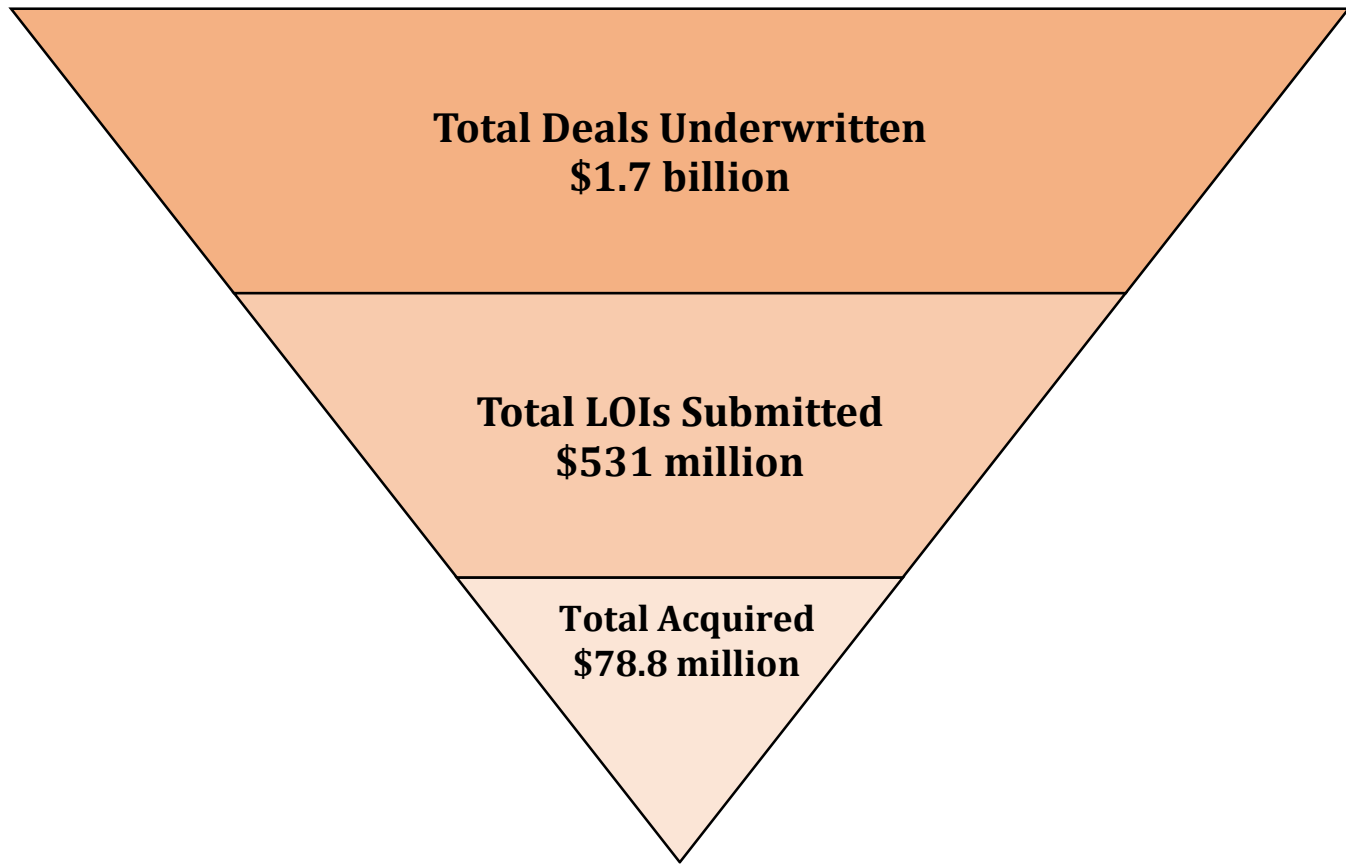 Total Deals Underwritten
$1.7 billion
Total LOIs Submitted
$531 million
Total Acquired
$78.8 million